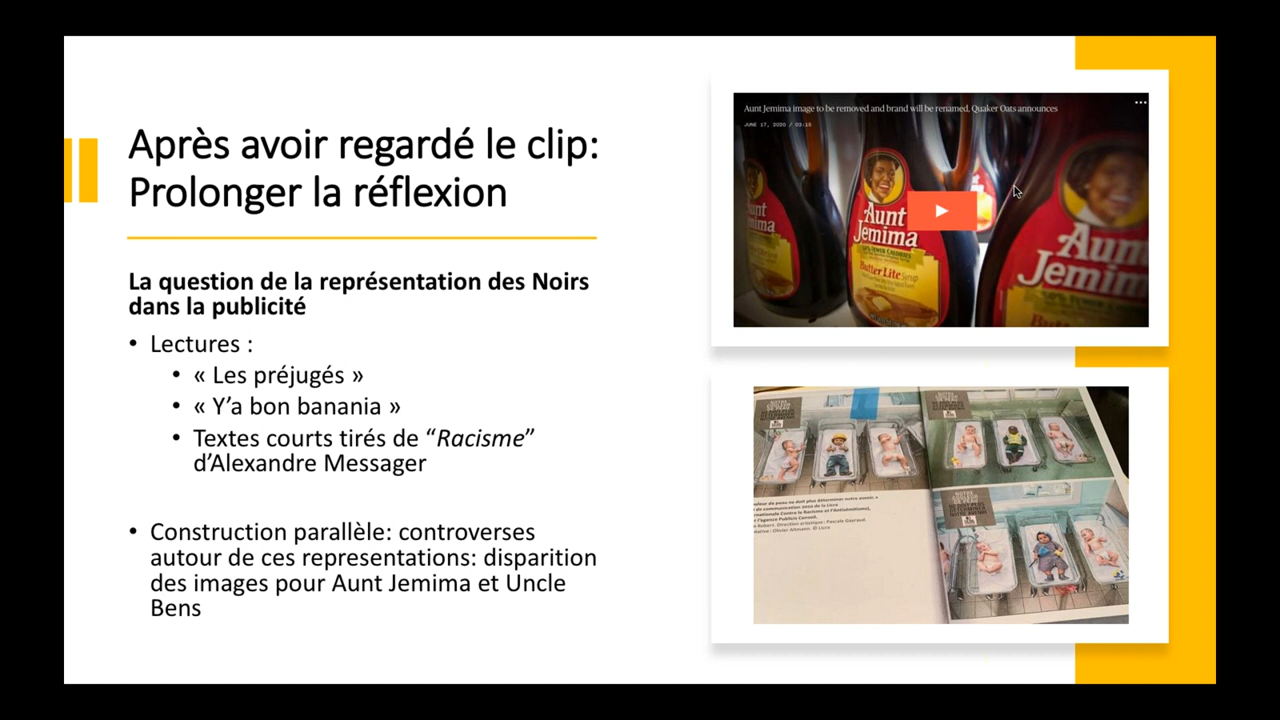 Après avoir regardé le clip:
Prolonger la réflexion
La question de la représentation des Noirs
dans la publicité
• Lectures :
• « Les préjugés »
• « Y’a bon banania »
• Textes courts tirés de “Racisme”
d’Alexandre Messager
• Construction parallèle: controverses
autour de ces representations: disparition
des images pour Aunt Jemima et Uncle
Bens
Aunt Jemima image to be removed and brand will be renamed, Quaker Oats announces
JUNE 17, 2020 / 03:15
Aunt
Jemima
Butter Lite
Aunt
Jemima